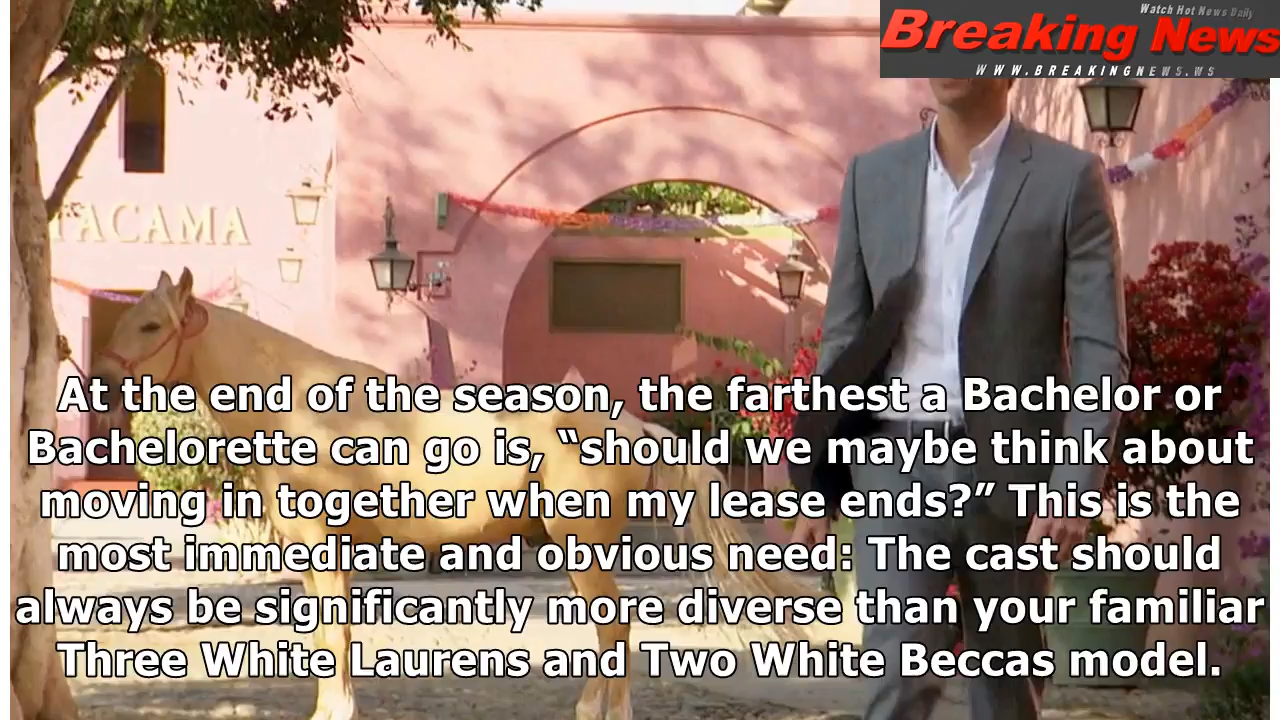 Watch Hot News Daily
Breaking News
WWW.BREAKINGNEWS.WS
TACAMA
At the end of the season, the farthest a Bachelor or
Bachelorette can go is, “should we maybe think about
moving in together when my lease ends?” This is the
most immediate and obvious need: The cast should
always be significantly more diverse than your familiar
Three White Laurens and Two White Beccas model.